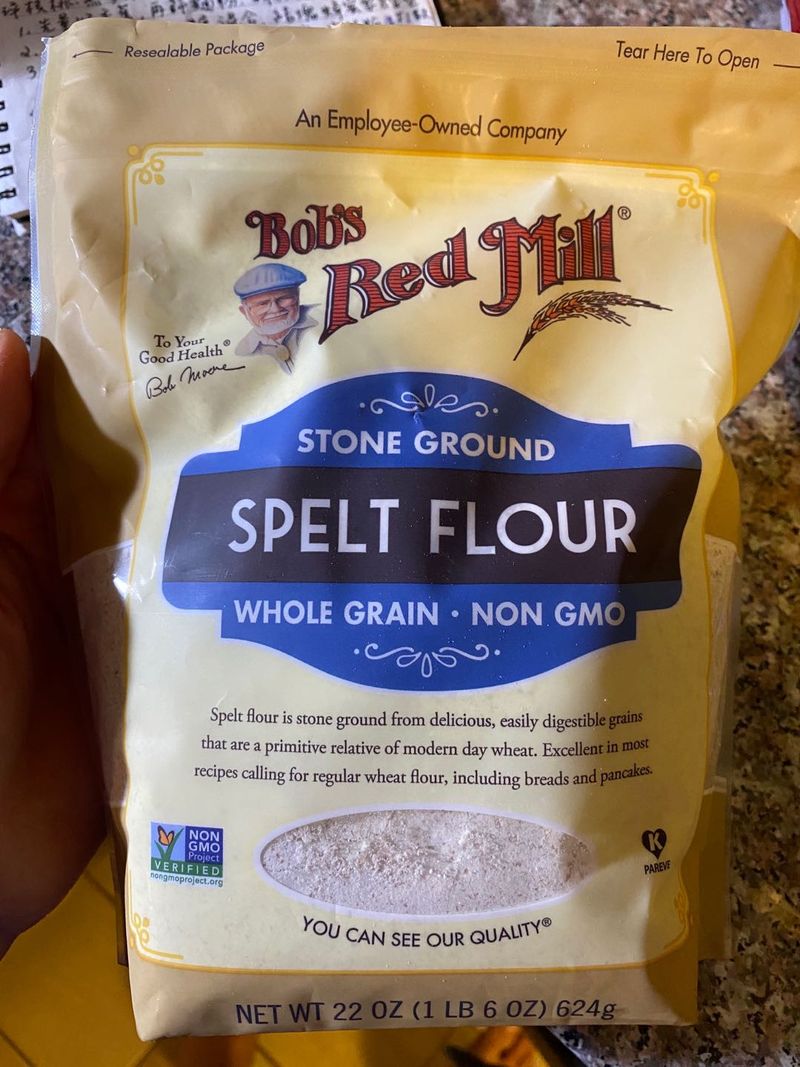 Resealable Package
Tear Here To Open
An Employee-Owned Company
Bob's
Red Mill®
To Your
Good Health®
Bob Moore
STONE GROUND
SPELT FLOUR
WHOLE GRAIN • NON GMO
Spelt flour is stone ground from delicious, easily digestible grains
that are a primitive relative of modern day wheat. Excellent in most
recipes calling for regular wheat flour, including breads and pancakes.
NON
GMO
Project
VERIFIED
nongmoproject.org
K
PAREVE
YOU CAN SEE OUR QUALITY®
NET WT 22 OZ (1 LB 6 OZ) 624g